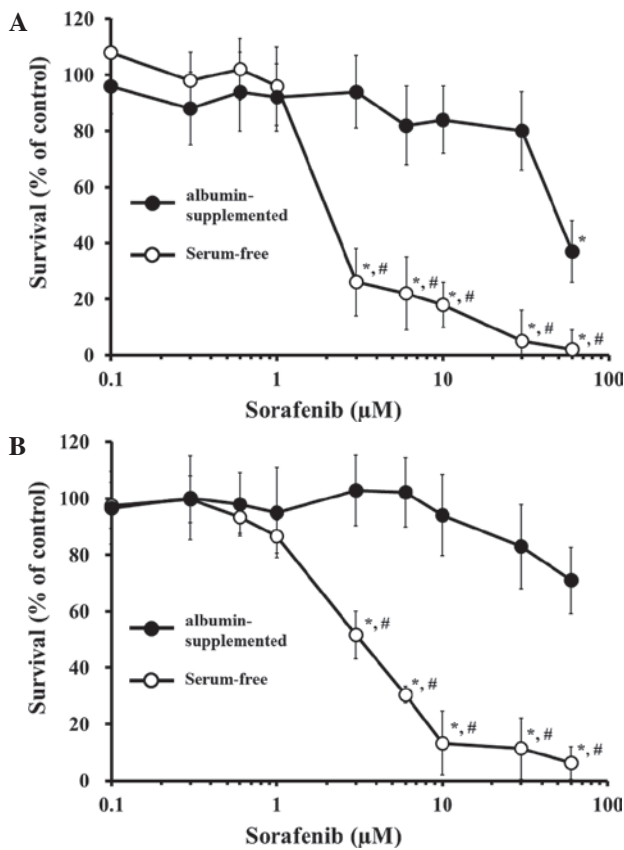 A
120
100
80
60
40
20
0
Survival (% of control)
albumin-
supplemented
Serum-free
*
*, #
*, #
*, #
*, #
*, #
0.1
1
10
100
Sorafenib (µM)
B
120
100
80
60
40
20
0
Survival (% of control)
albumin-
supplemented
Serum-free
*, #
*, #
*, #
*, #
*, #
0.1
1
10
100
Sorafenib (µM)